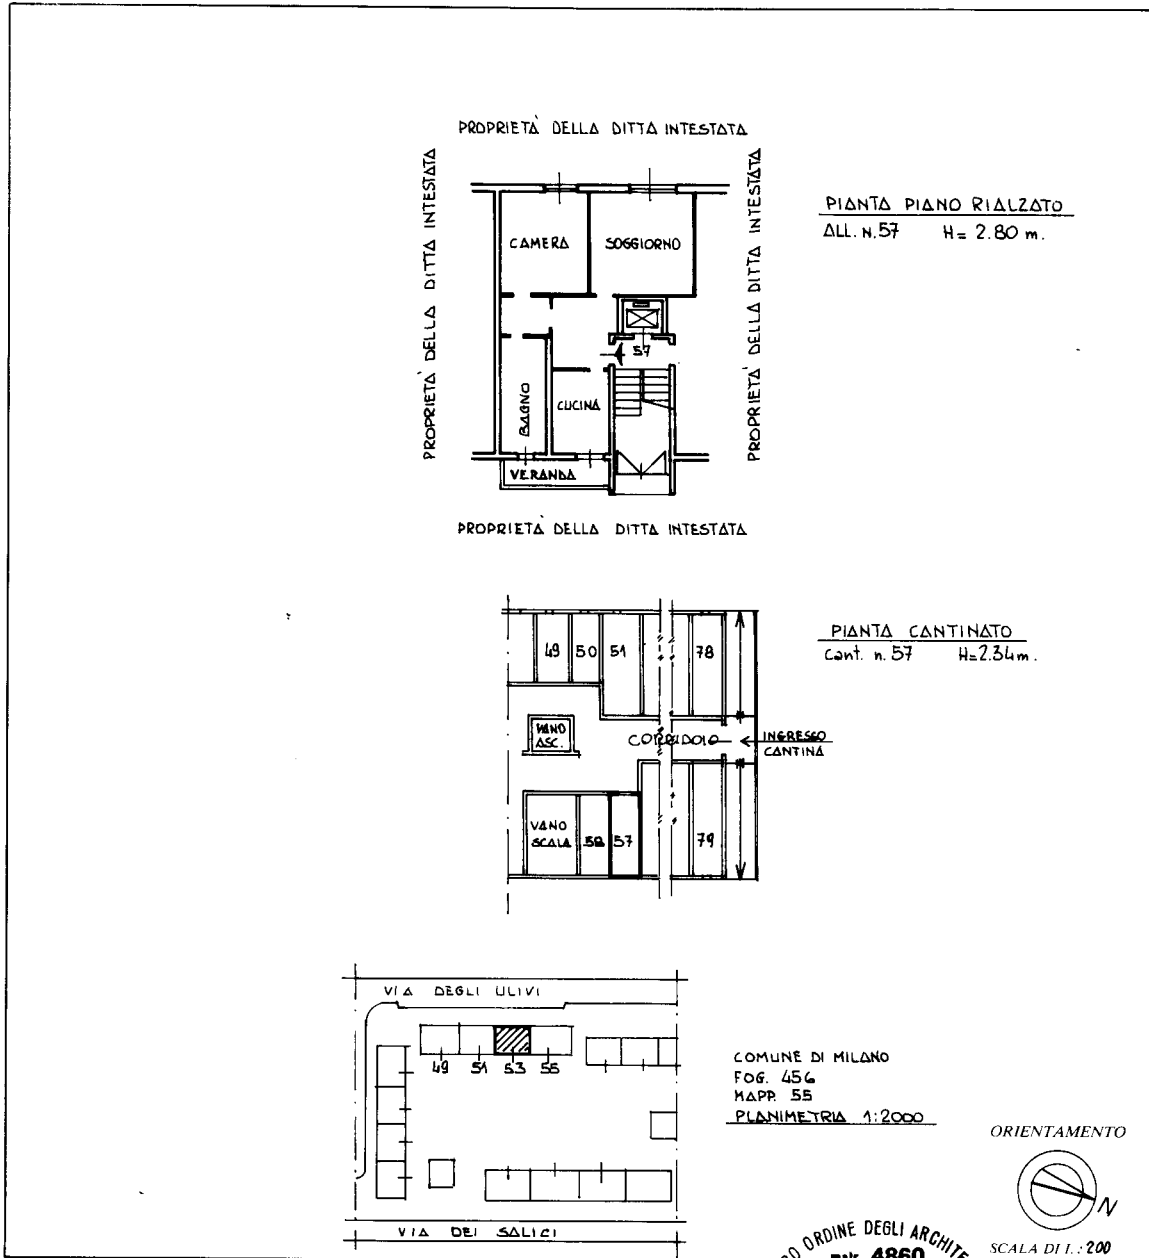 PROPRIETÀ DELLA DITTA INTESTATA
PROPRIETÀ DELLA DITTA INTESTATA
PROPRIETÀ DELLA DITTA INTESTATA
PIANTA PIANO RIALZATO
ALL. N.57 H= 2.80 m.
CAMERA
SOGGIORNO
57
BAGNO
CUCINA
VERANDA
PROPRIETÀ DELLA DITTA INTESTATA
PIANTA CANTINATO
Cant. n. 57 H=2.34m.
49
50
51
78
VANO
ASC.
CORRIDOIO
INGRESSO
CANTINA
VANO
SCALA
58
57
79
VIA DEGLI ULIVI
49
51
53
55
COMUNE DI MILANO
FOG. 456
MAPP. 55
PLANIMETRIA 1:2000
ORIENTAMENTO
N
SCALA DI 1.: 200
VIA DEI SALICI
ORDINE DEGLI
4860